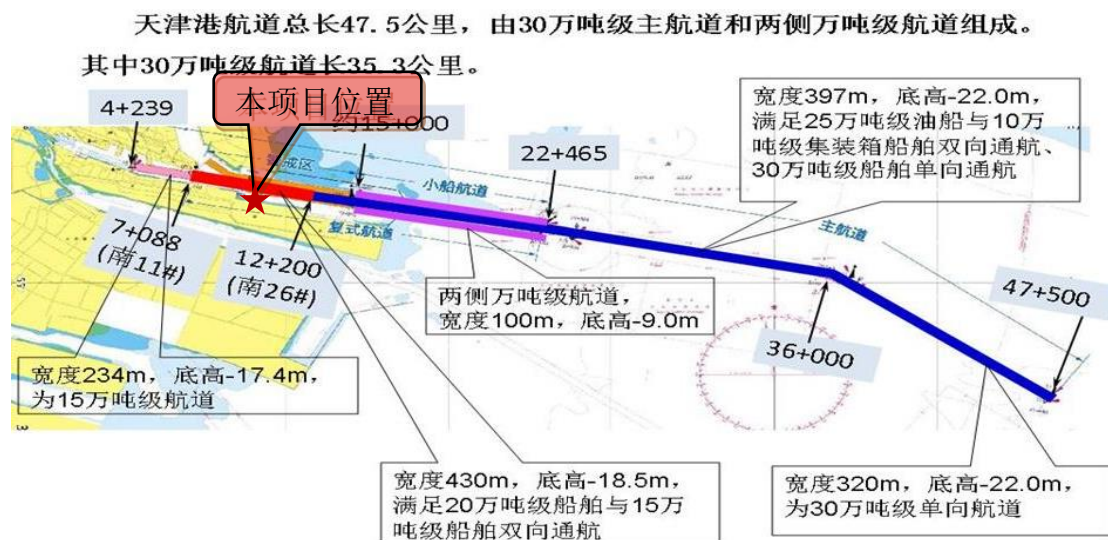 天津港航道总长47.5公里，由30万吨级主航道和两侧万吨级航道组成。
其中30万吨级航道长35.3公里。
本项目位置
4+239
约15+000
22+465
宽度397m，底高-22.0m，
满足25万吨级油船与10万
吨级集装箱船舶双向通航、
30万吨级船舶单向通航
小船航道
复式航道
主航道
7+088
(南11#)
12+200
(南26#)
两侧万吨级航道，
宽度100m，底高-9.0m
47+500
36+000
宽度234m，底高-17.4m，
为15万吨级航道
宽度430m，底高-18.5m，
满足20万吨级船舶与15万
吨级船舶双向通航
宽度320m，底高-22.0m，
为30万吨级单向航道